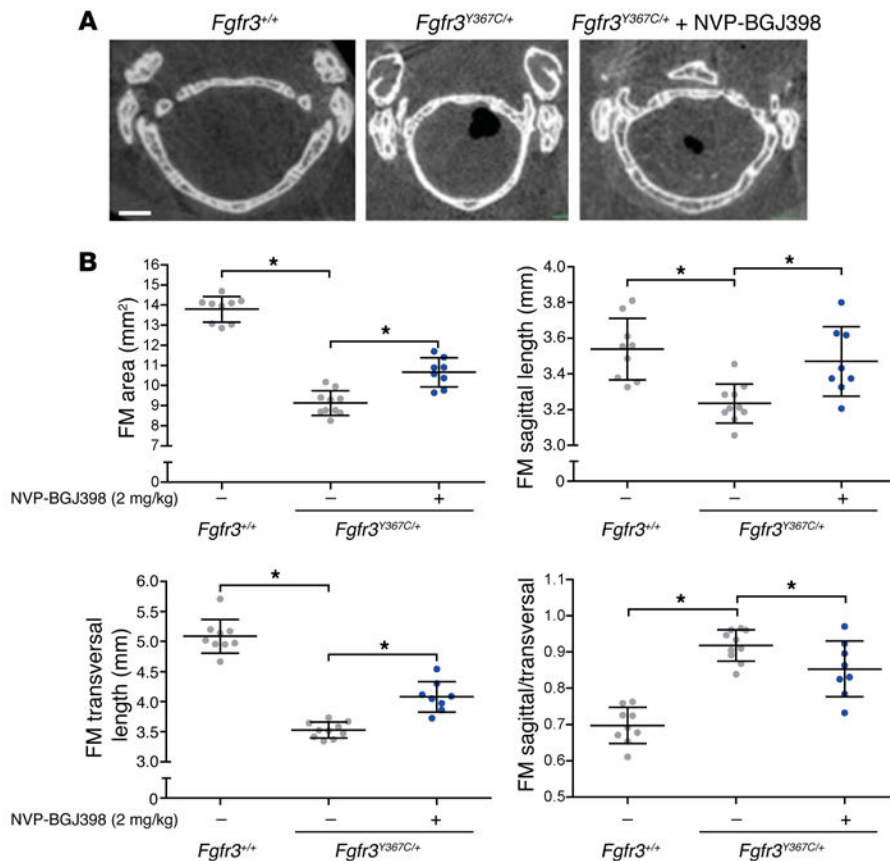 A
Fgfr3+/+ Fgfr3Y367C/+ Fgfr3Y367C/+ + NVP-BGJ398
B
FM area (mm2)
16
15
14
13
12
11
10
9
8
7
0
*
*
NVP-BGJ398 (2 mg/kg) – – +
Fgfr3+/+ Fgfr3Y367C/+
FM sagittal length (mm)
4.0
3.8
3.6
3.4
3.2
3.0
0
*
*
– – +
Fgfr3+/+ Fgfr3Y367C/+
FM transversal
length (mm)
6.0
5.5
5.0
4.5
4.0
3.5
3.0
0
*
*
NVP-BGJ398 (2 mg/kg) – – +
Fgfr3+/+ Fgfr3Y367C/+
FM sagittal/transversal
1.1
1.0
0.9
0.8
0.7
0.6
0.5
*
*
– – +
Fgfr3+/+ Fgfr3Y367C/+